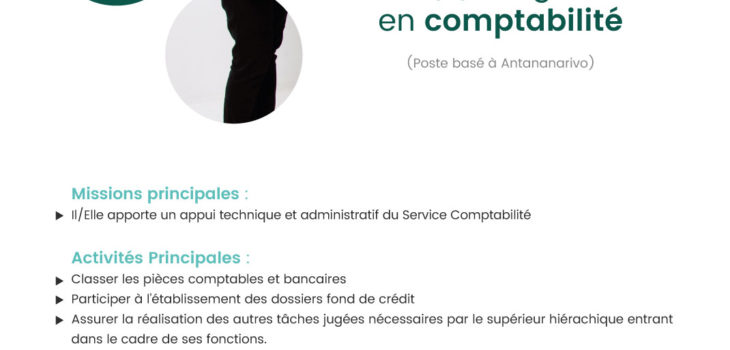 en comptabilité
(Poste basé à Antananarivo)
Missions principales :
Il/Elle apporte un appui technique et administratif du Service Comptabilité
Activités Principales :
Classer les pièces comptables et bancaires
Participer à l'établissement des dossiers fond de crédit
Assurer la réalisation des autres tâches jugées nécessaires par le supérieur hiérachique entrant
dans le cadre de ses fonctions.